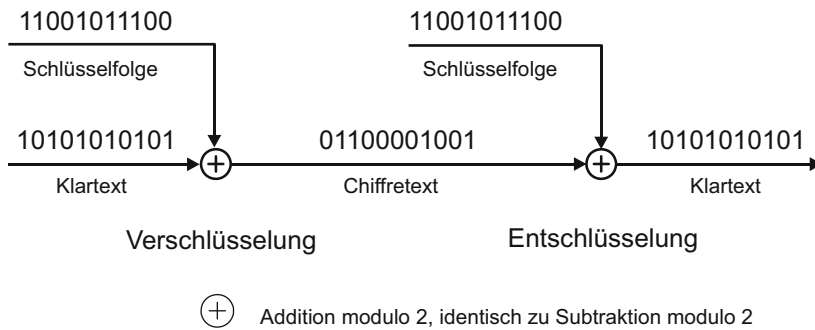 11001011100 11001011100
Schlüsselfolge Schlüsselfolge
10101010101 01100001001 10101010101
Klartext Chiffretext Klartext
Verschlüsselung Entschlüsselung
Addition modulo 2, identisch zu Subtraktion modulo 2